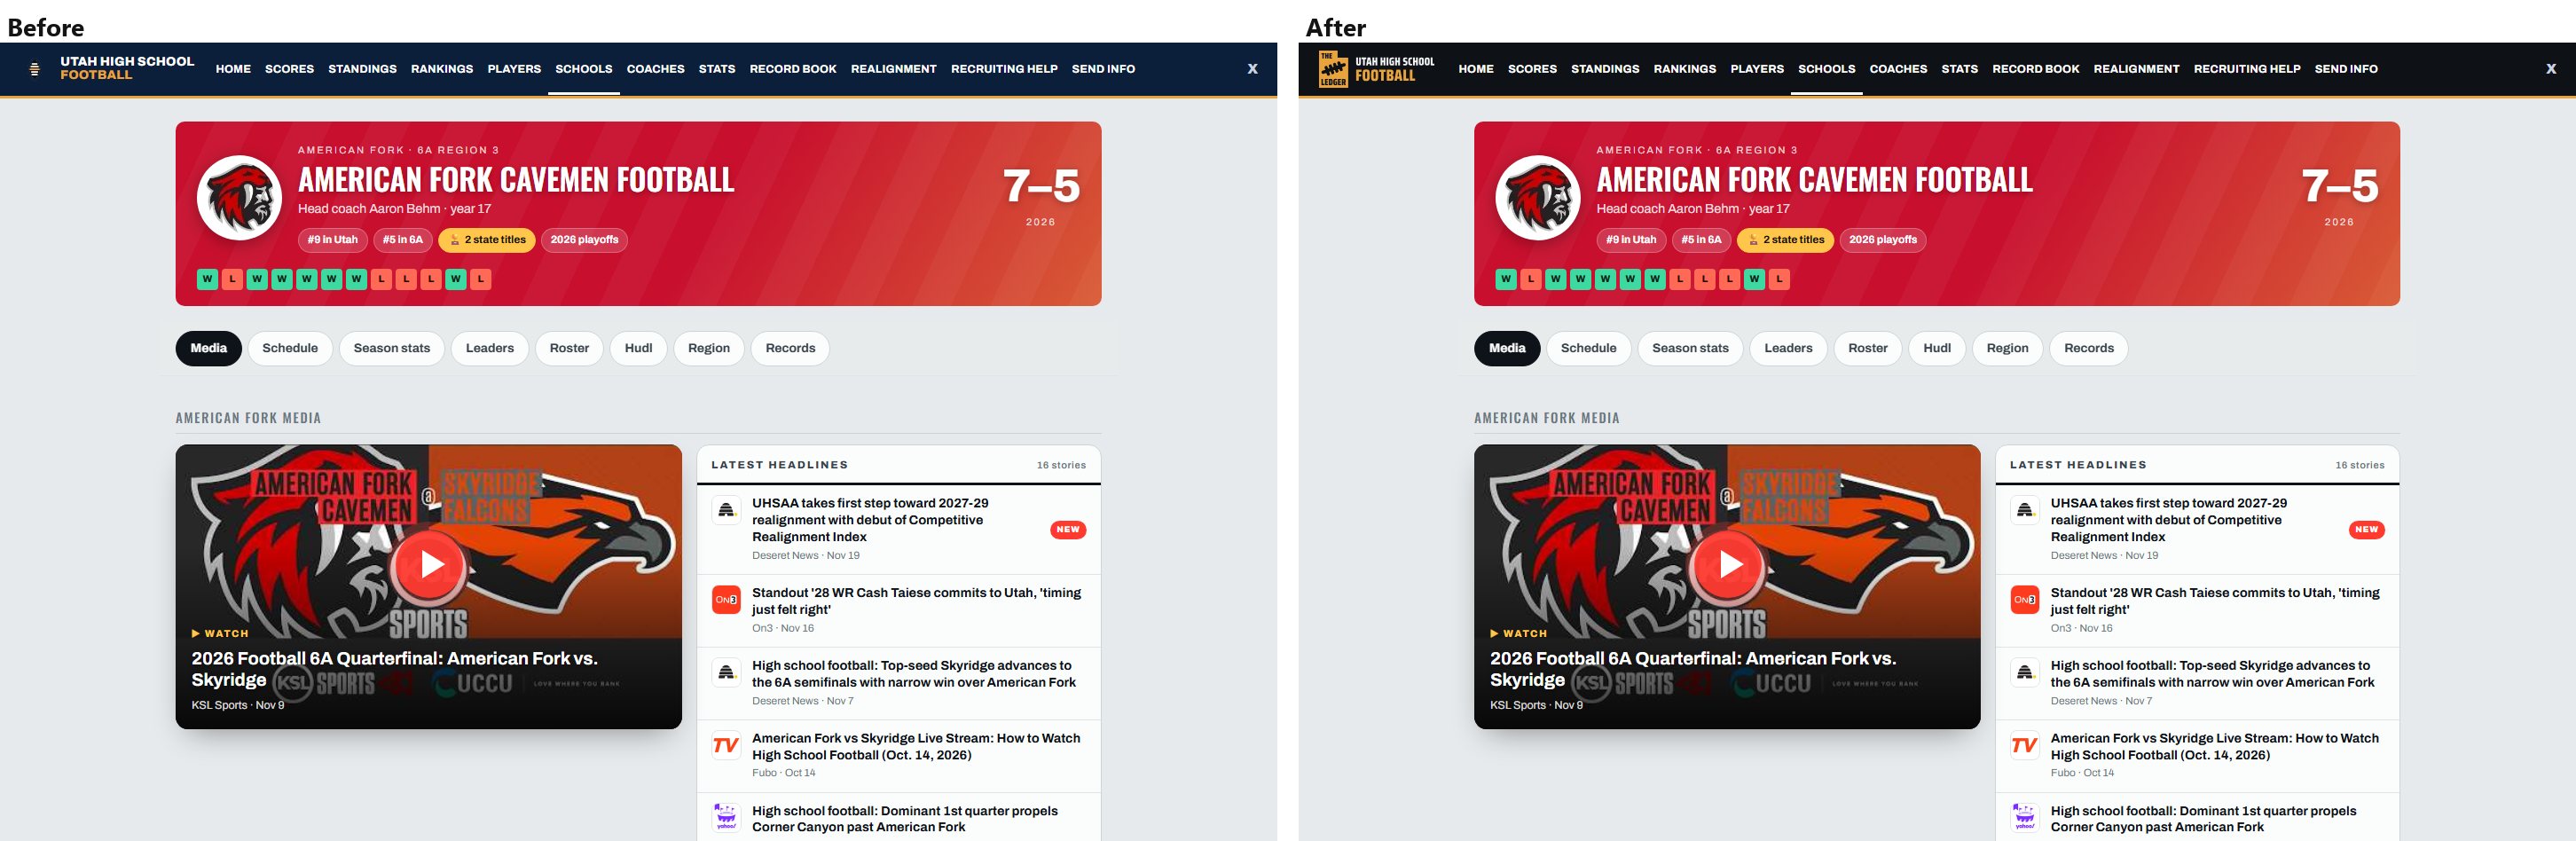 Before
UTAH HIGH SCHOOL
FOOTBALL
HOME SCORES STANDINGS RANKINGS PLAYERS SCHOOLS COACHES STATS RECORD BOOK REALIGNMENT RECRUITING HELP SEND INFO
X
AMERICAN FORK · 6A REGION 3
AMERICAN FORK CAVEMEN FOOTBALL
Head coach Aaron Behm · year 17
#9 in Utah #5 in 6A 2 state titles 2026 playoffs
7–5
2026
W L W W W W W L L L W L
Media Schedule Season stats Leaders Roster Hudl Region Records
AMERICAN FORK MEDIA
AMERICAN FORK
CAVEMEN
@
SKYRIDGE
FALCONS
KSL
SPORTS
WATCH
2026 Football 6A Quarterfinal: American Fork vs.
Skyridge
KSL SPORTS UCCU LOVE WHERE YOU BANK
KSL Sports · Nov 9
LATEST HEADLINES 16 stories
UHSAA takes first step toward 2027-29
realignment with debut of Competitive
Realignment Index
NEW
Deseret News · Nov 19
ON3
Standout '28 WR Cash Taiese commits to Utah, 'timing
just felt right'
On3 · Nov 16
High school football: Top-seed Skyridge advances to
the 6A semifinals with narrow win over American Fork
Deseret News · Nov 7
TV
American Fork vs Skyridge Live Stream: How to Watch
High School Football (Oct. 14, 2026)
Fubo · Oct 14
yahoo!
High school football: Dominant 1st quarter propels
Corner Canyon past American Fork
After
THE
LEDGER
UTAH HIGH SCHOOL
FOOTBALL
HOME SCORES STANDINGS RANKINGS PLAYERS SCHOOLS COACHES STATS RECORD BOOK REALIGNMENT RECRUITING HELP SEND INFO
X
AMERICAN FORK · 6A REGION 3
AMERICAN FORK CAVEMEN FOOTBALL
Head coach Aaron Behm · year 17
#9 in Utah #5 in 6A 2 state titles 2026 playoffs
7–5
2026
W L W W W W W L L L W L
Media Schedule Season stats Leaders Roster Hudl Region Records
AMERICAN FORK MEDIA
AMERICAN FORK
CAVEMEN
@
SKYRIDGE
FALCONS
KSL
SPORTS
WATCH
2026 Football 6A Quarterfinal: American Fork vs.
Skyridge
KSL SPORTS UCCU LOVE WHERE YOU BANK
KSL Sports · Nov 9
LATEST HEADLINES 16 stories
UHSAA takes first step toward 2027-29
realignment with debut of Competitive
Realignment Index
NEW
Deseret News · Nov 19
ON3
Standout '28 WR Cash Taiese commits to Utah, 'timing
just felt right'
On3 · Nov 16
High school football: Top-seed Skyridge advances to
the 6A semifinals with narrow win over American Fork
Deseret News · Nov 7
TV
American Fork vs Skyridge Live Stream: How to Watch
High School Football (Oct. 14, 2026)
Fubo · Oct 14
yahoo!
High school football: Dominant 1st quarter propels
Corner Canyon past American Fork